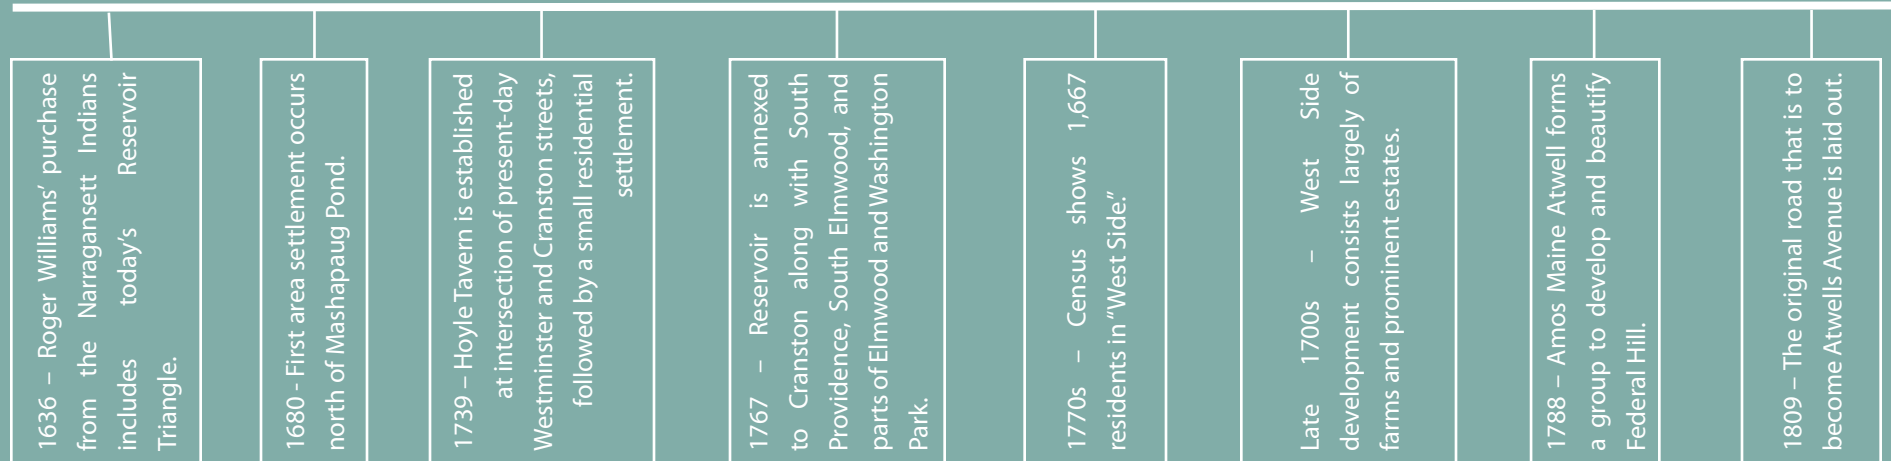 1636 – Roger Williams’ purchase
from the Narragansett Indians
includes today’s Reservoir
Triangle.
1680 - First area settlement occurs
north of Mashapaug Pond.
1739 – Hoyle Tavern is established
at intersection of present-day
Westminster and Cranston streets,
followed by a small residential
settlement.
1767 – Reservoir is annexed
to Cranston along with South
Providence, South Elmwood, and
parts of Elmwood and Washington
Park.
1770s – Census shows 1,667
residents in “West Side.”
Late 1700s – West Side
development consists largely of
farms and prominent estates.
1788 – Amos Maine Atwell forms
a group to develop and beautify
Federal Hill.
1809 – The original road that is to
become Atwells Avenue is laid out.